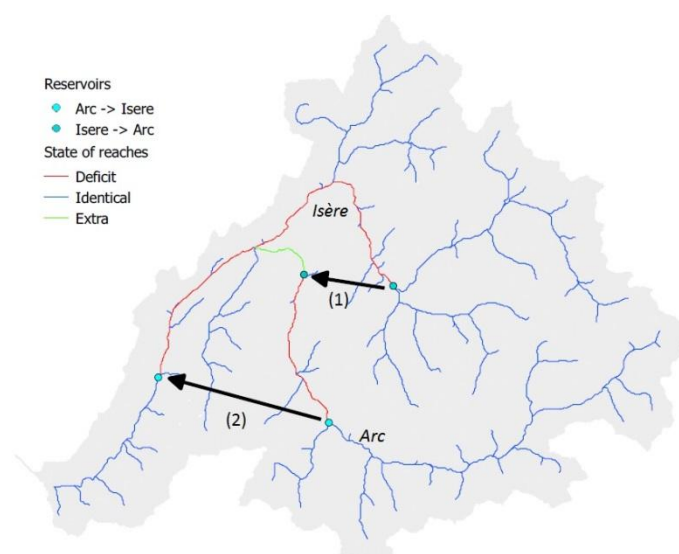 Reservoirs
Arc -> Isere
Isere -> Arc
State of reaches
Deficit
Identical
Extra
Isère
(1)
(2)
Arc